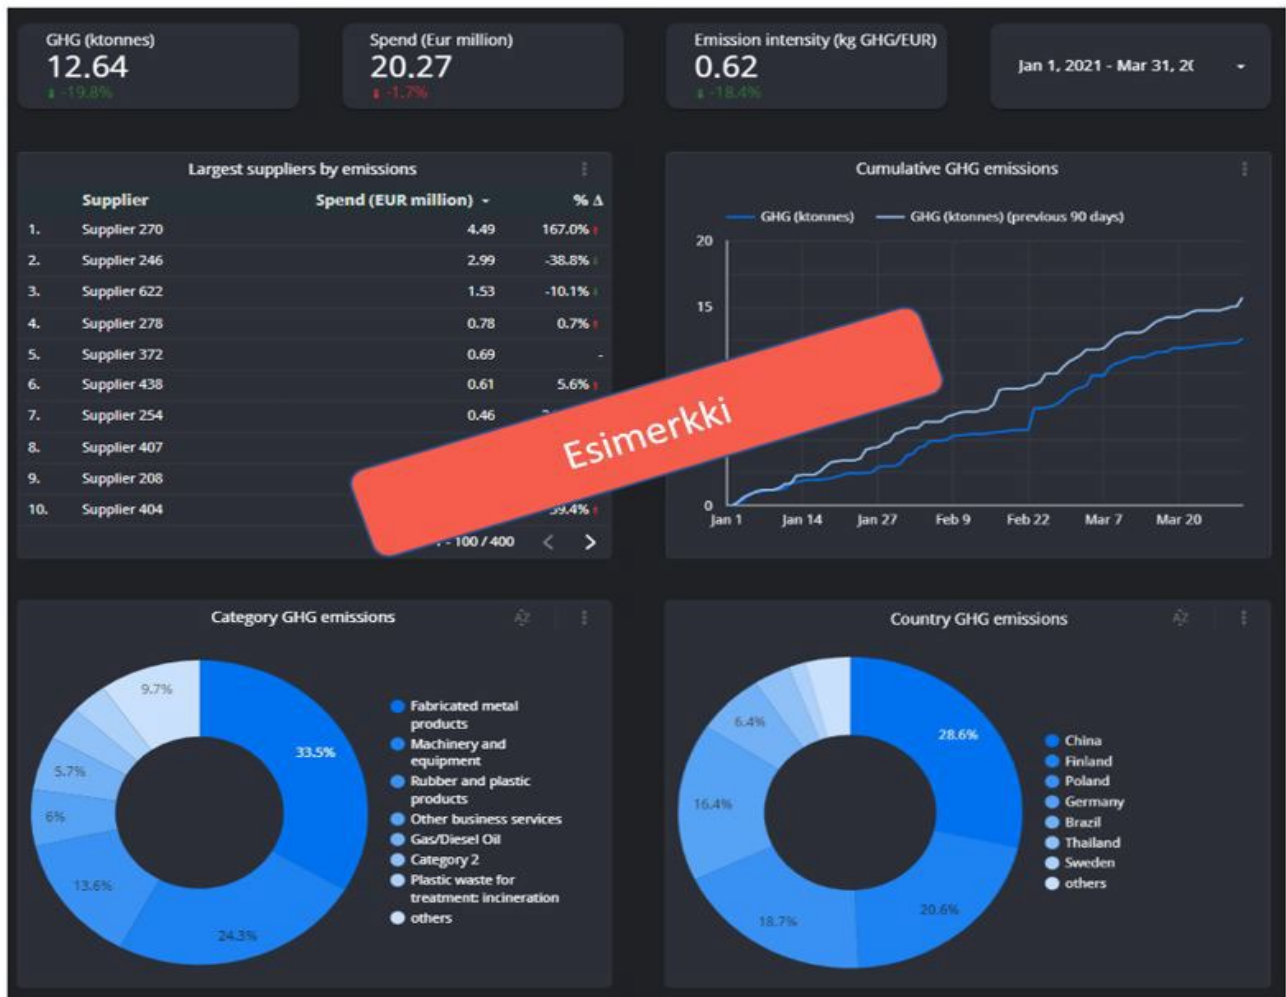 GHG (ktonnes)
12.64
-19.8%
Spend (Eur million)
20.27
-1.7%
Emission intensity (kg GHG/EUR)
0.62
-18.4%
Jan 1, 2021 - Mar 31, 2(
Largest suppliers by emissions
Supplier Spend (EUR million) % Δ
1. Supplier 270 4.49 167.0%
2. Supplier 246 2.99 -38.8%
3. Supplier 622 1.53 -10.1%
4. Supplier 278 0.78 0.7%
5. Supplier 372 0.69 -
6. Supplier 438 0.61 5.6%
7. Supplier 254 0.46
8. Supplier 407
9. Supplier 208
10. Supplier 404
- 100 / 400
Cumulative GHG emissions
GHG (ktonnes) GHG (ktonnes) (previous 90 days)
20
15
0
Jan 1 Jan 14 Jan 27 Feb 9 Feb 22 Mar 7 Mar 20
Esimerkki
Category GHG emissions
9.7%
33.5%
5.7%
6%
13.6%
24.3%
Fabricated metal
products
Machinery and
equipment
Rubber and plastic
products
Other business services
Gas/Diesel Oil
Category 2
Plastic waste for
treatment: incineration
others
Country GHG emissions
6.4%
28.6%
16.4%
20.6%
18.7%
China
Finland
Poland
Germany
Brazil
Thailand
Sweden
others